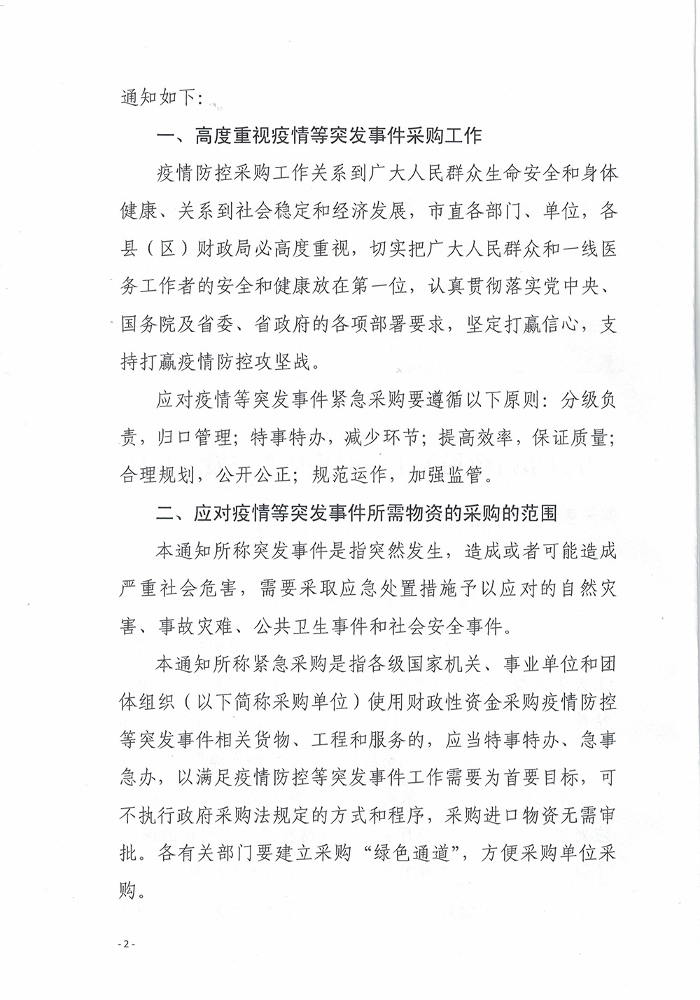 通知如下：
一、高度重视疫情等突发事件采购工作
疫情防控采购工作关系到广大人民群众生命安全和身体
健康、关系到社会稳定和经济发展，市直各部门、单位，各
县（区）财政局必高度重视，切实把广大人民群众和一线医
务工作者的安全和健康放在第一位，认真贯彻落实党中央、
国务院及省委、省政府的各项部署要求，坚定打赢信心，支
持打赢疫情防控攻坚战。
应对疫情等突发事件紧急采购要遵循以下原则：分级负
责，归口管理；特事特办，减少环节；提高效率，保证质量；
合理规划，公开公正；规范运作，加强监管。
二、应对疫情等突发事件所需物资的采购的范围
本通知所称突发事件是指突然发生，造成或者可能造成
严重社会危害，需要采取应急处置措施予以应对的自然灾
害、事故灾难、公共卫生事件和社会安全事件。
本通知所称紧急采购是指各级国家机关、事业单位和团
体组织（以下简称采购单位）使用财政性资金采购疫情防控
等突发事件相关货物、工程和服务的，应当特事特办、急事
急办，以满足疫情防控等突发事件工作需要为首要目标，可
不执行政府采购法规定的方式和程序，采购进口物资无需审
批。各有关部门要建立采购“绿色通道”，方便采购单位采
购。
- 2 -